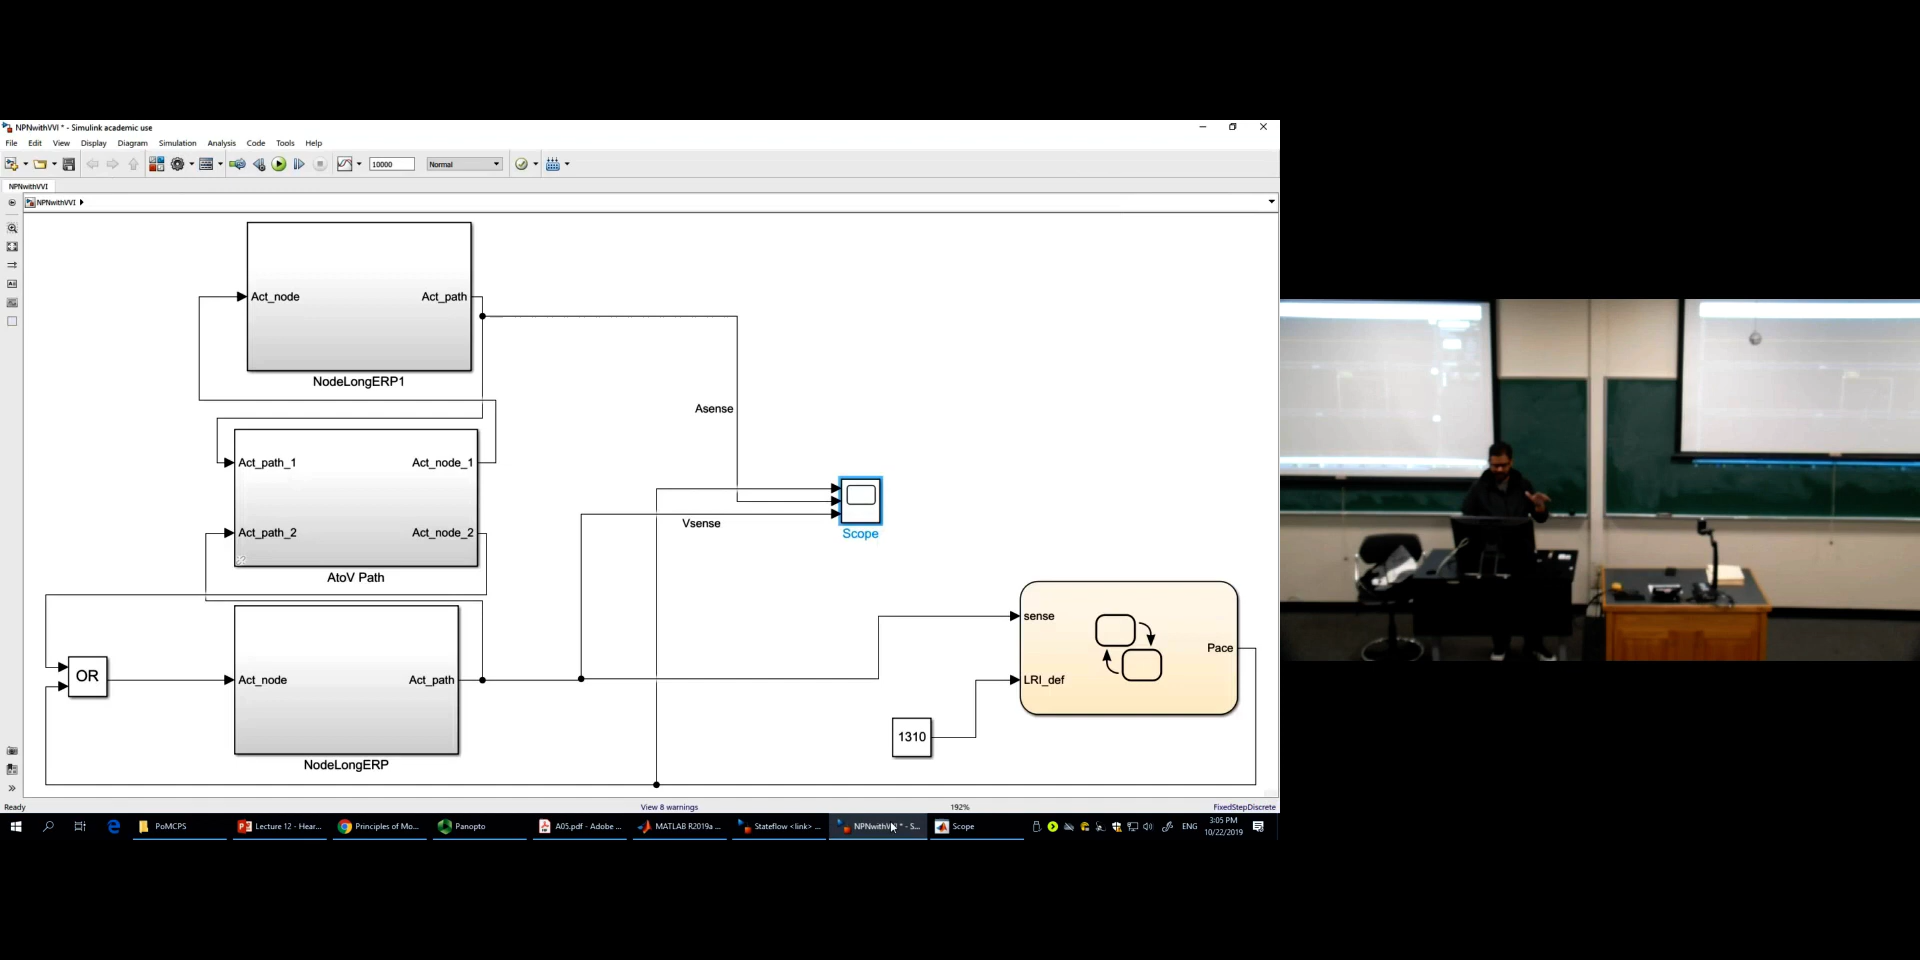 NPNwithVVI * - Simulink academic use
File Edit View Display Diagram Simulation Analysis Code Tools Help
10000 Normal
NPNwithVVI
NPNwithVVI
Act_node Act_path
NodeLongERP1
Asense
Act_path_1 Act_node_1
Act_path_2 Act_node_2
AtoV Path
Vsense
Scope
OR
Act_node Act_path
NodeLongERP
sense
LRI_def
Pace
1310
Ready View 8 warnings 192% FixedStepDiscrete
PoMCPS Lecture 12 - Hear... Principles of Mo... Panopto A05.pdf - Adobe ... MATLAB R2019a ... Stateflow <link> ... Scope ENG 3:05 PM
10/22/2019